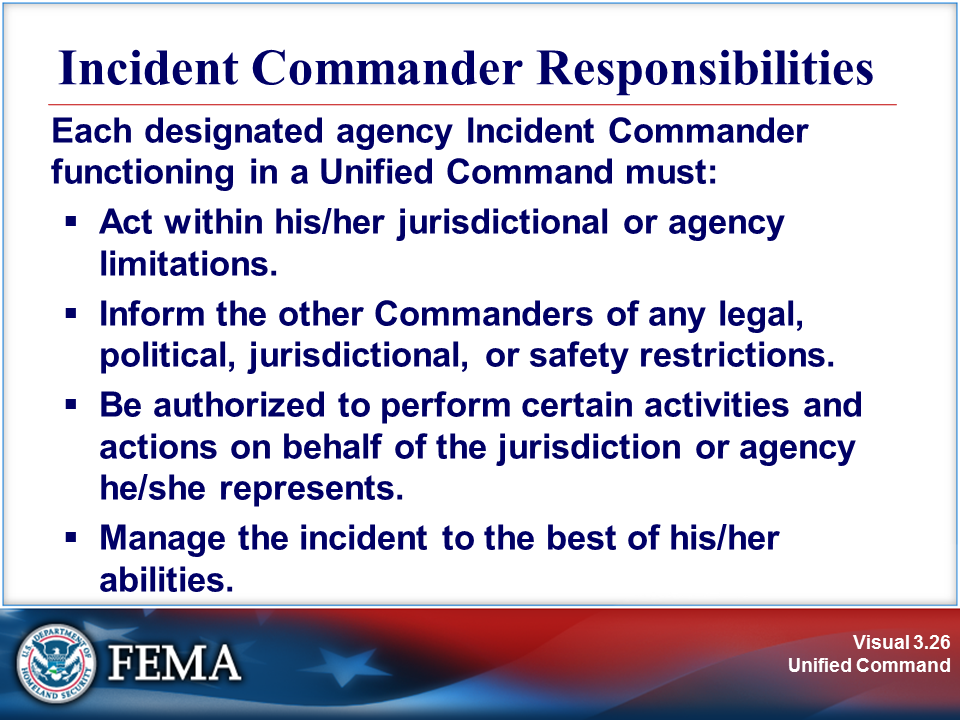 Incident Commander Responsibilities
Each designated agency Incident Commander
functioning in a Unified Command must:
▪ Act within his/her jurisdictional or agency
limitations.
▪ Inform the other Commanders of any legal,
political, jurisdictional, or safety restrictions.
▪ Be authorized to perform certain activities and
actions on behalf of the jurisdiction or agency
he/she represents.
▪ Manage the incident to the best of his/her
abilities.
U.S. DEPARTMENT OF
HOMELAND SECURITY
FEMA
Visual 3.26
Unified Command